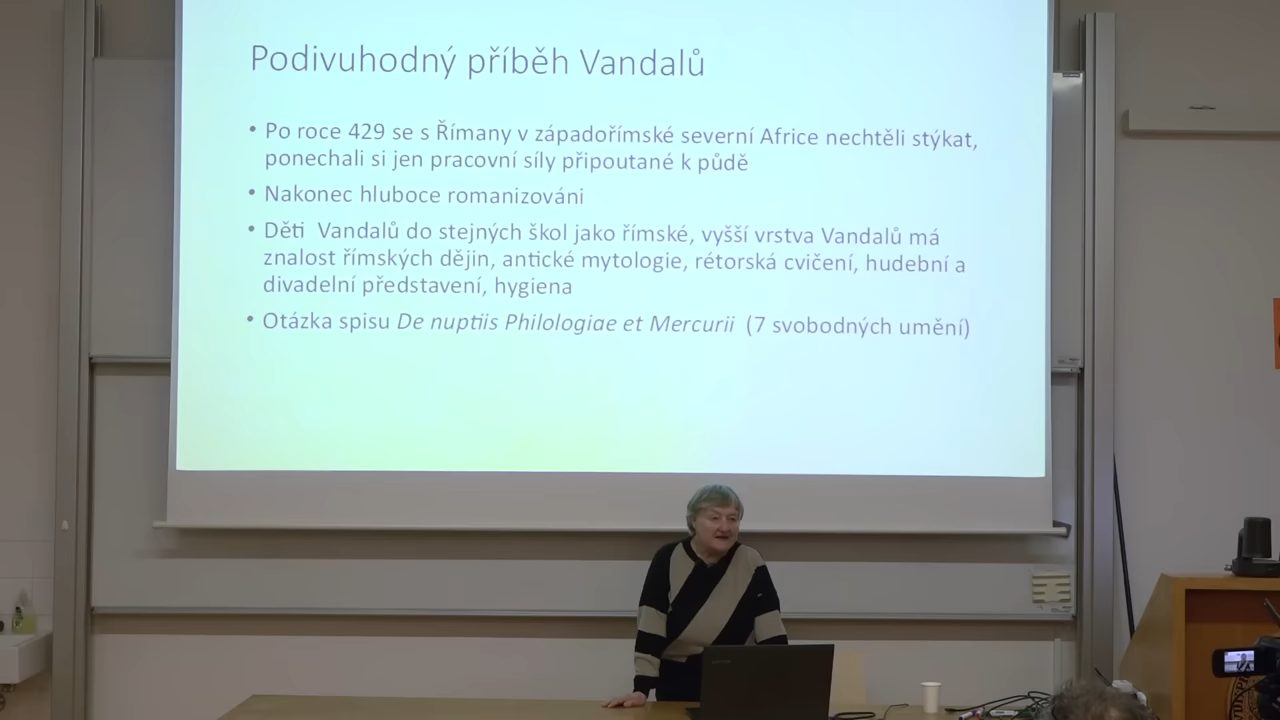 Podivuhodný příběh Vandalů
• Po roce 429 se s Římany v západořímské severní Africe nechtěli stýkat,
ponechali si jen pracovní síly připoutané k půdě
• Nakonec hluboce romanizováni
• Děti Vandalů do stejných škol jako římské, vyšší vrstva Vandalů má
znalost římských dějin, antické mytologie, rétorská cvičení, hudební a
divadelní představení, hygiena
• Otázka spisu De nuptiis Philologiae et Mercurii (7 svobodných umění)